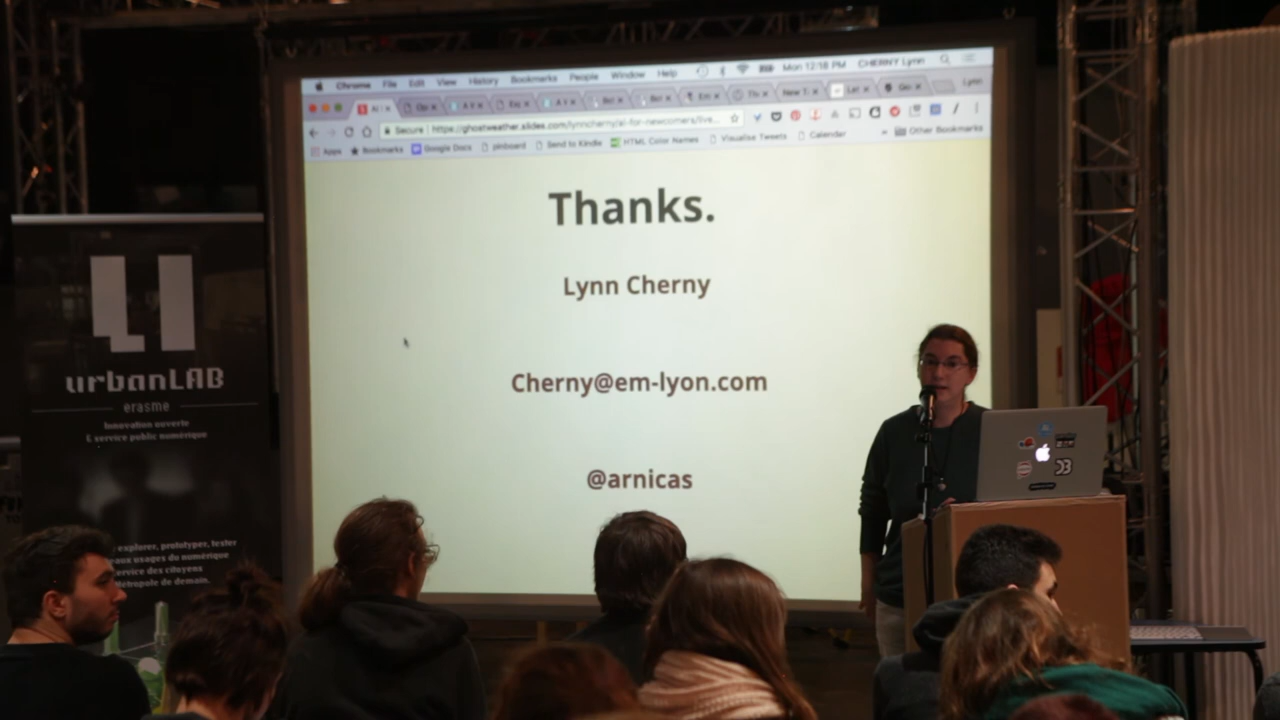 Chrome File Edit View History Bookmarks People Window Help Mon 12:18 PM CHERNY Lynn
Secure | https://ghostweather.slides.com/lynncherny/ai-for-newcomers/live...
Apps Bookmarks Google Docs pinboard Send to Kindle HTML Color Names Visualise Tweets Calendar » Other Bookmarks
Thanks.
Lynn Cherny
Cherny@em-lyon.com
@arnicas
urbanLAB
erasme
Innovation ouverte
& service public numérique
explorer, prototyper, tester
usages du numérique
service des citoyens
Métropole de demain.